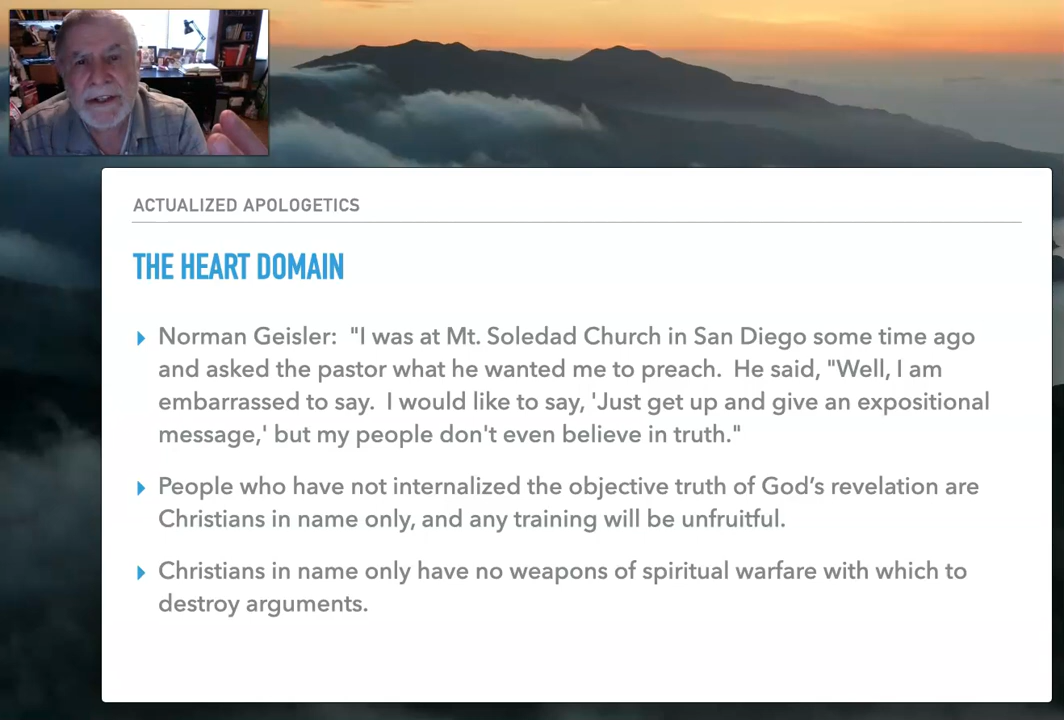 ACTUALIZED APOLOGETICS
THE HEART DOMAIN
Norman Geisler:  "I was at Mt. Soledad Church in San Diego some time ago
and asked the pastor what he wanted me to preach.  He said, "Well, I am
embarrassed to say.  I would like to say, 'Just get up and give an expositional
message,' but my people don't even believe in truth."
People who have not internalized the objective truth of God’s revelation are
Christians in name only, and any training will be unfruitful.
Christians in name only have no weapons of spiritual warfare with which to
destroy arguments.